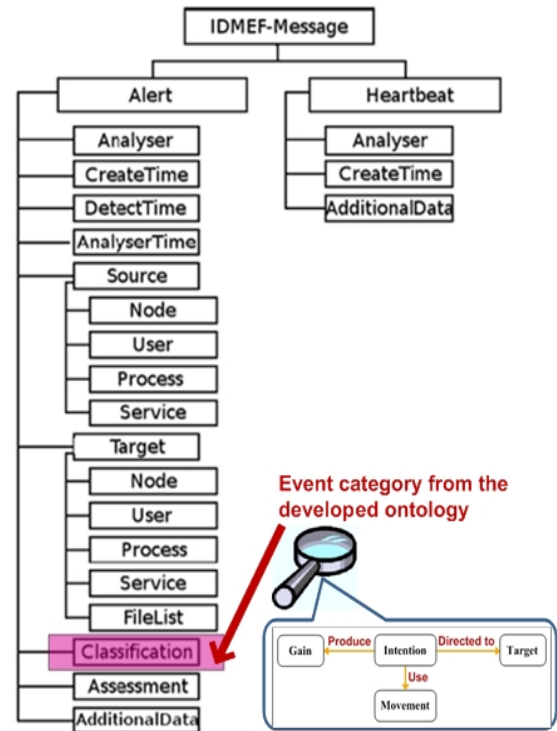 IDMEF-Message
Alert
Heartbeat
Analyser
CreateTime
DetectTime
AnalyserTime
Source
Node
User
Process
Service
Target
Node
User
Process
Service
FileList
Classification
Assessment
AdditionalData
Analyser
CreateTime
AdditionalData
Event category from the
developed ontology
Gain
Produce
Intention
Directed to
Target
Use
Movement